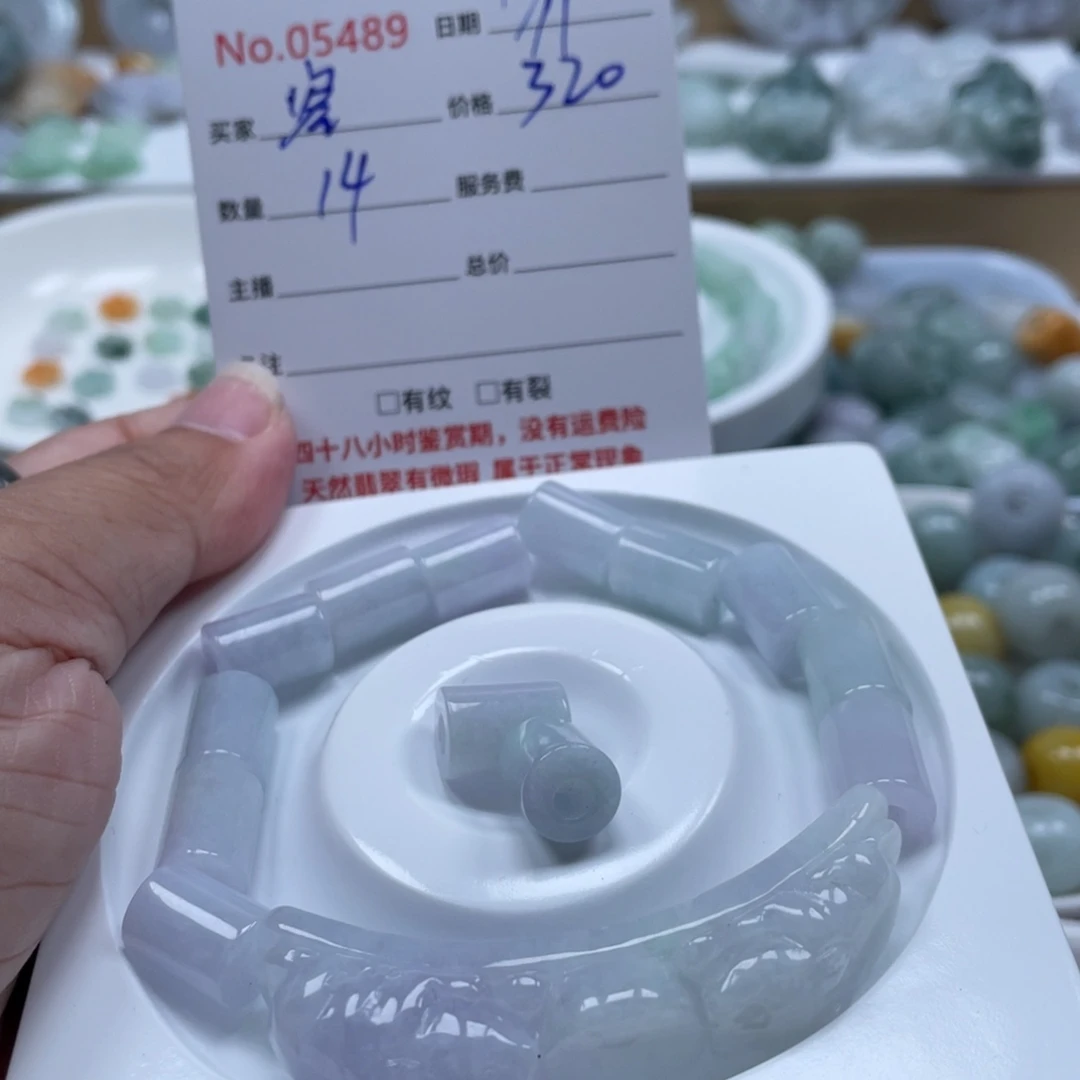 No.05489 日期
买家 价格 320
数量 14 服务费
主播 总价
备注
□有纹 □有裂
四十八小时鉴赏期，没有运费险
天然翡翠有微瑕 属于正常现象